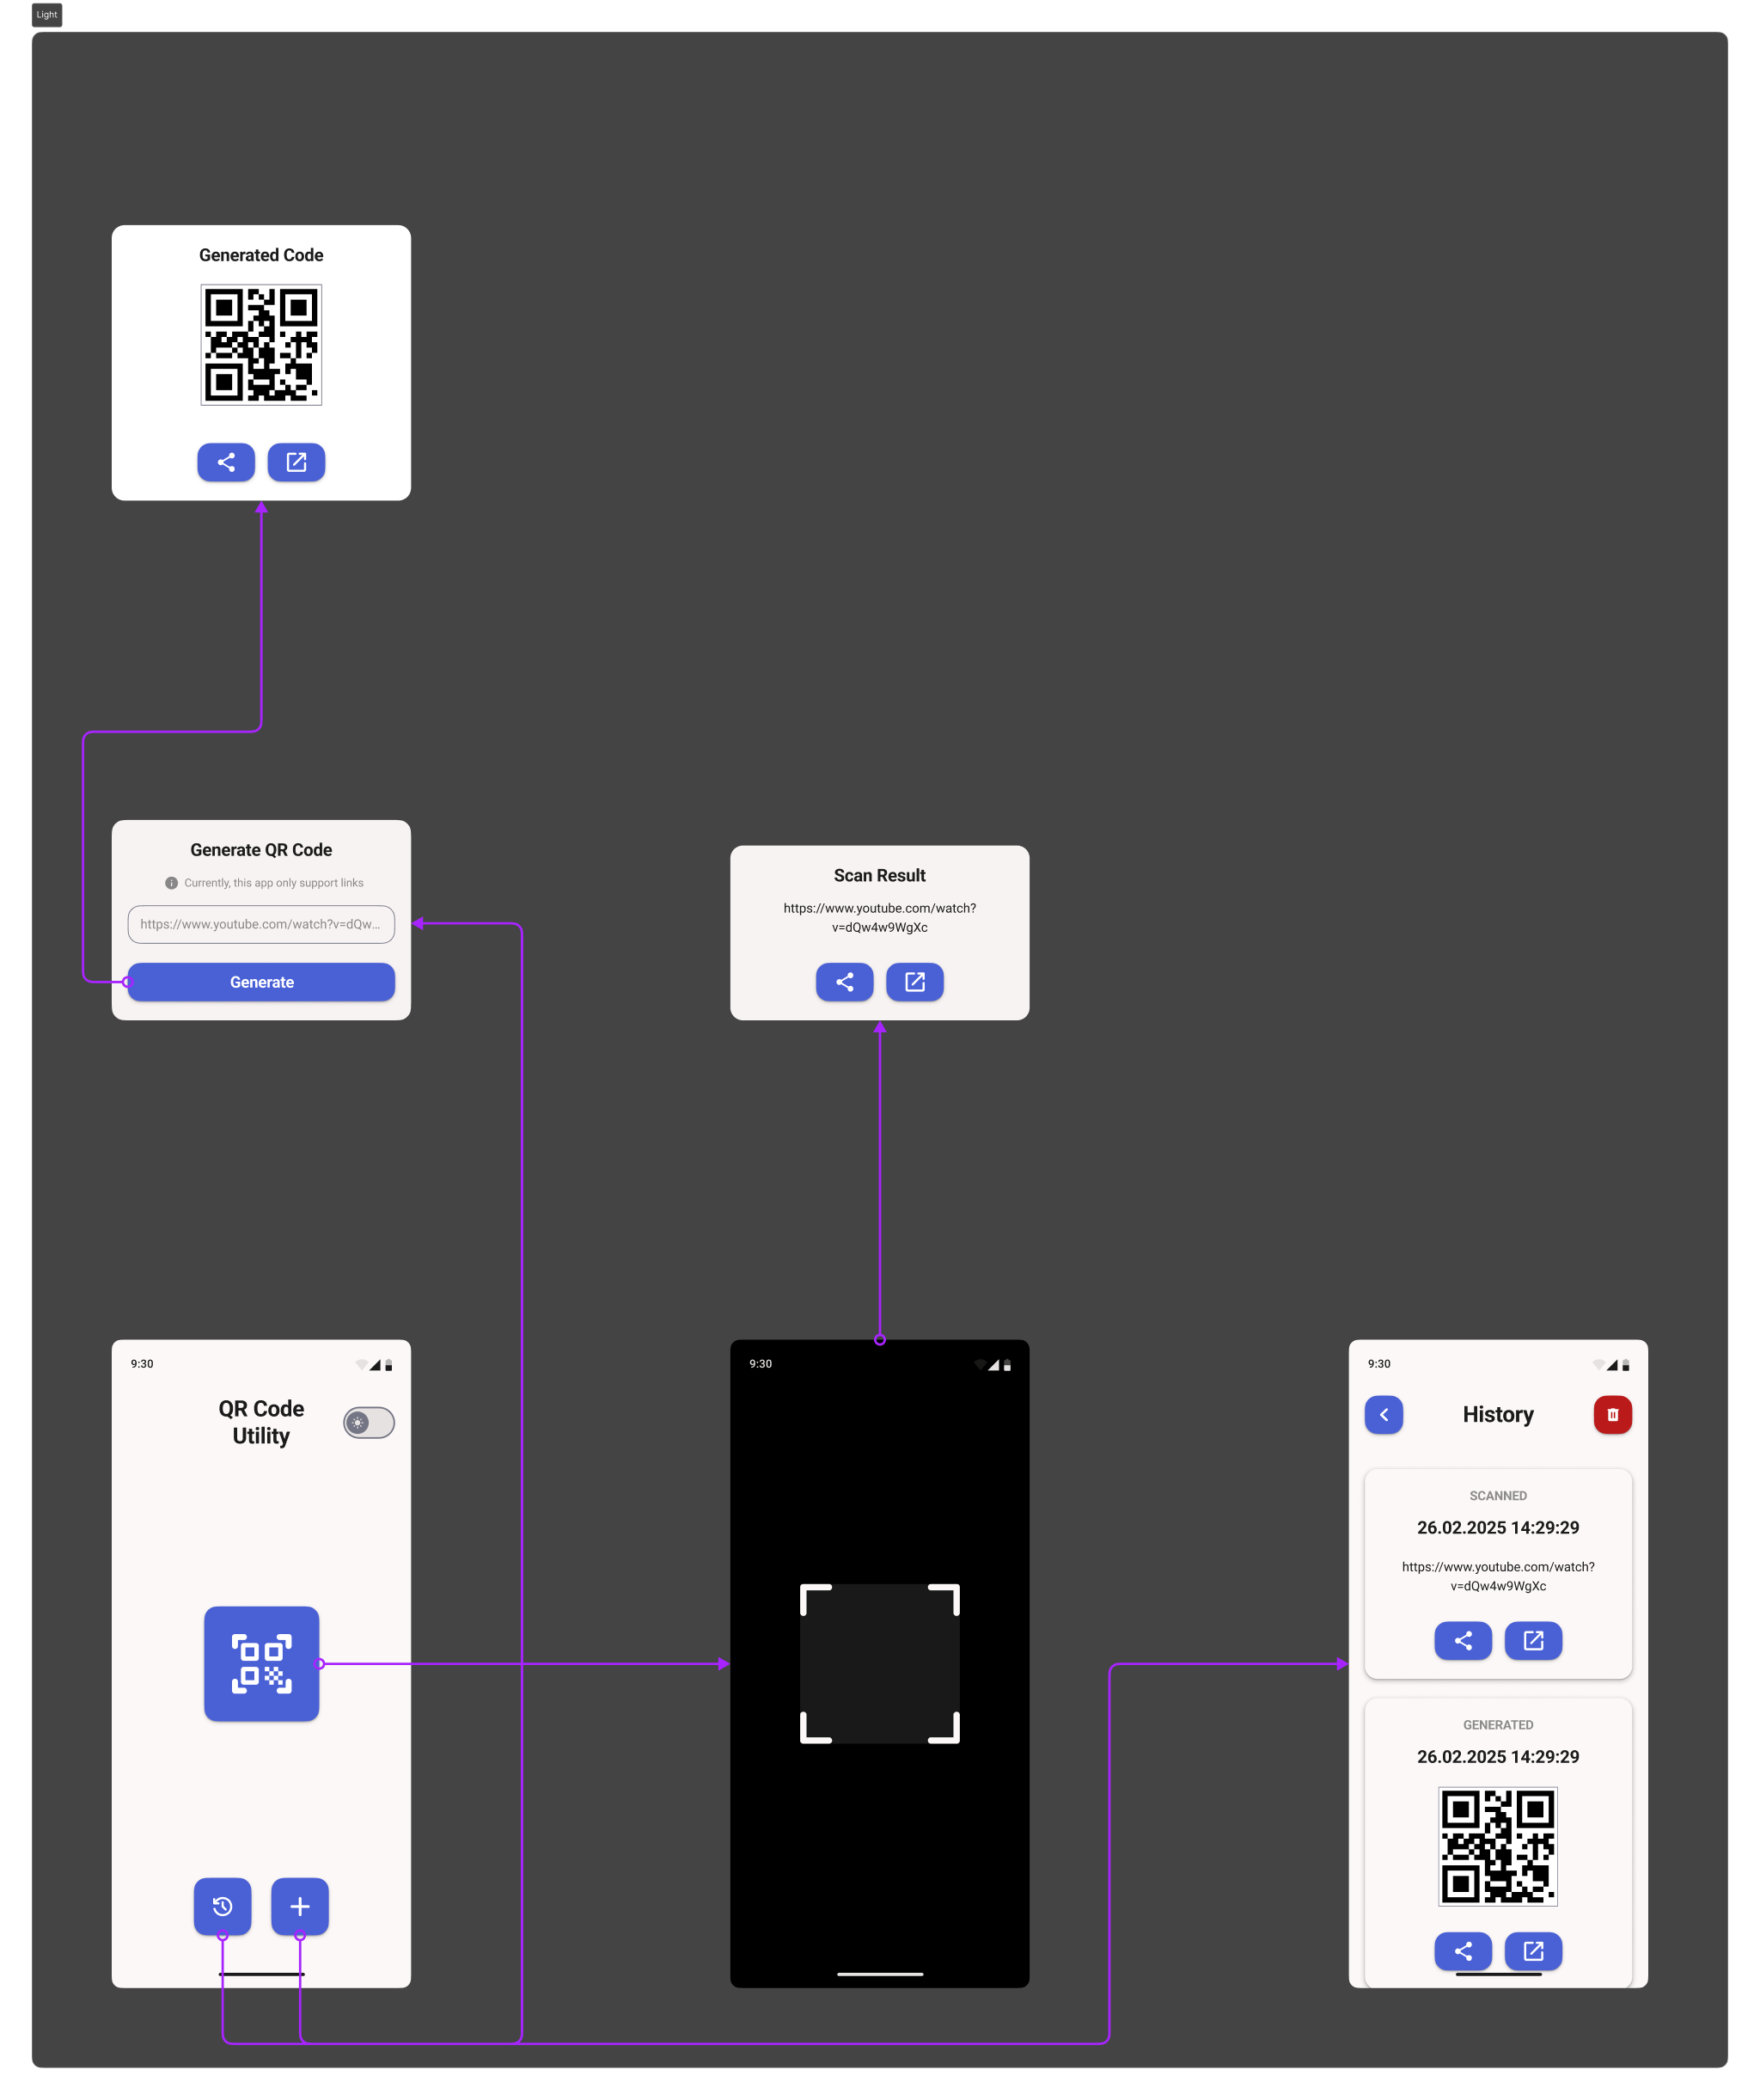 Light
Generated Code
Generate QR Code
Currently, this app only support links
https://www.youtube.com/watch?v=dQw...
Generate
Scan Result
https://www.youtube.com/watch?
v=dQw4w9WgXc
9:30
QR Code
Utility
9:30
9:30
History
SCANNED
26.02.2025 14:29:29
https://www.youtube.com/watch?
v=dQw4w9WgXc
GENERATED
26.02.2025 14:29:29